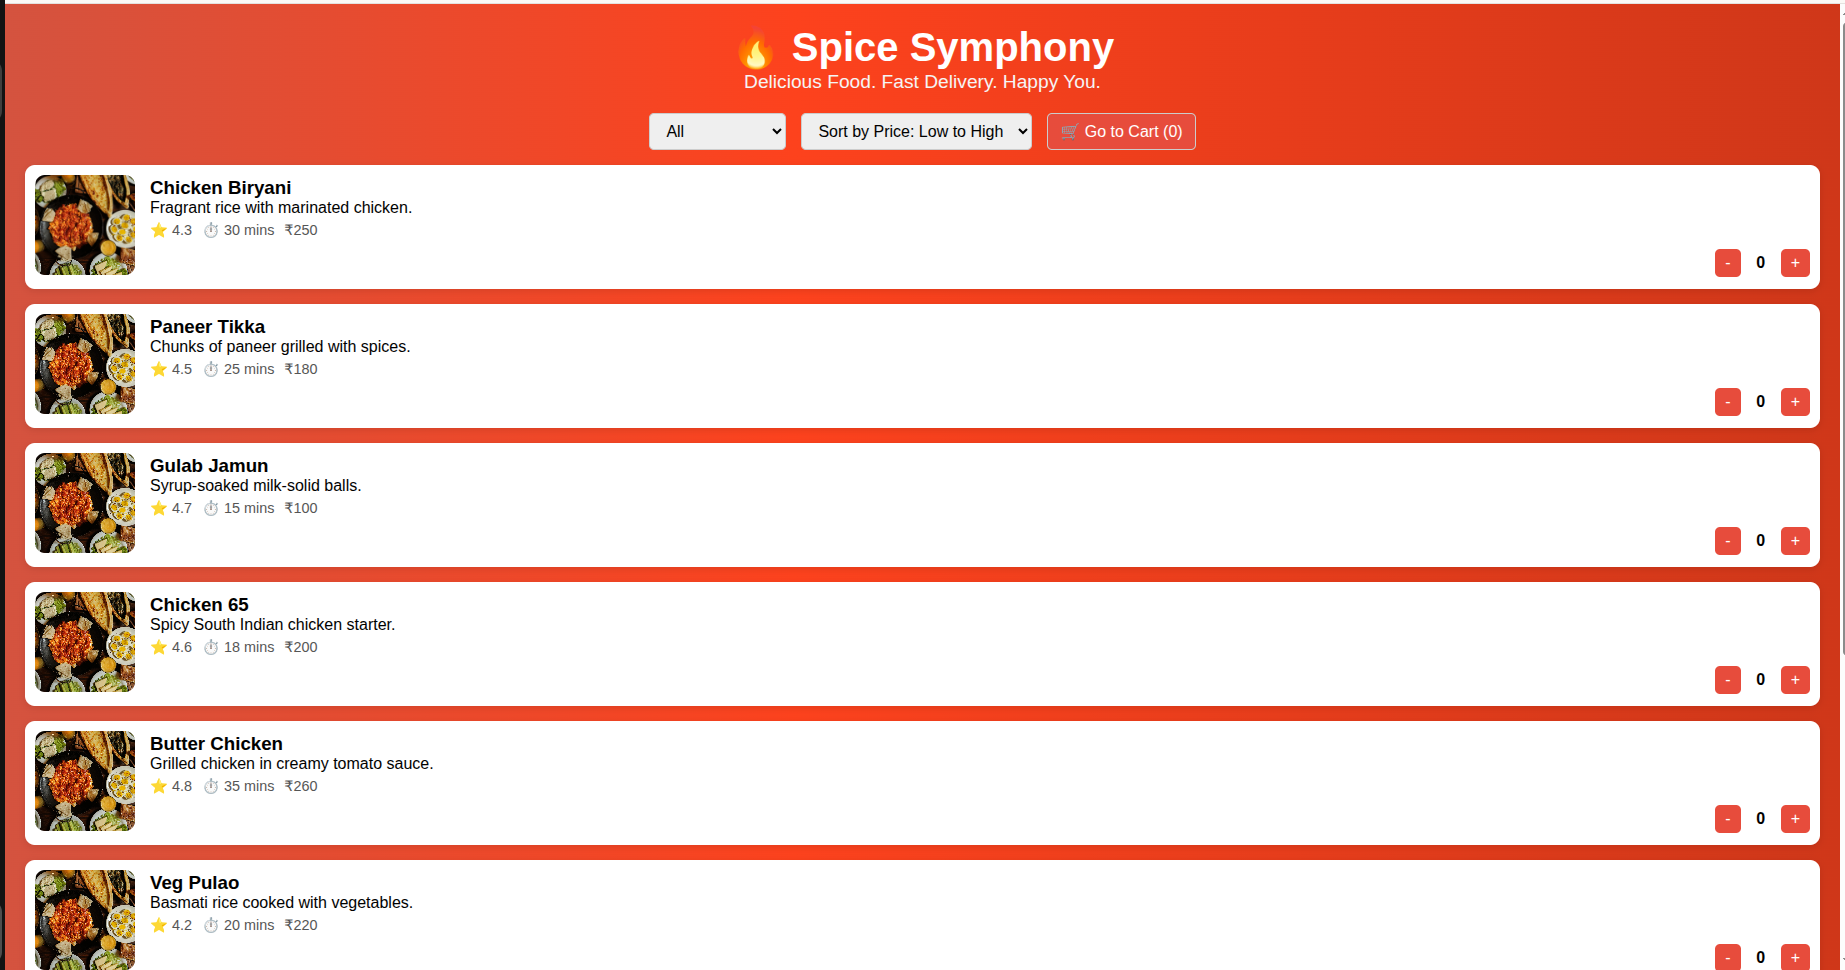 🔥 Spice Symphony
Delicious Food. Fast Delivery. Happy You.
All Sort by Price: Low to High 🛒 Go to Cart (0)
Chicken Biryani
Fragrant rice with marinated chicken.
⭐ 4.3 ⏱️ 30 mins ₹250
- 0 +
Paneer Tikka
Chunks of paneer grilled with spices.
⭐ 4.5 ⏱️ 25 mins ₹180
- 0 +
Gulab Jamun
Syrup-soaked milk-solid balls.
⭐ 4.7 ⏱️ 15 mins ₹100
- 0 +
Chicken 65
Spicy South Indian chicken starter.
⭐ 4.6 ⏱️ 18 mins ₹200
- 0 +
Butter Chicken
Grilled chicken in creamy tomato sauce.
⭐ 4.8 ⏱️ 35 mins ₹260
- 0 +
Veg Pulao
Basmati rice cooked with vegetables.
⭐ 4.2 ⏱️ 20 mins ₹220
- 0 +